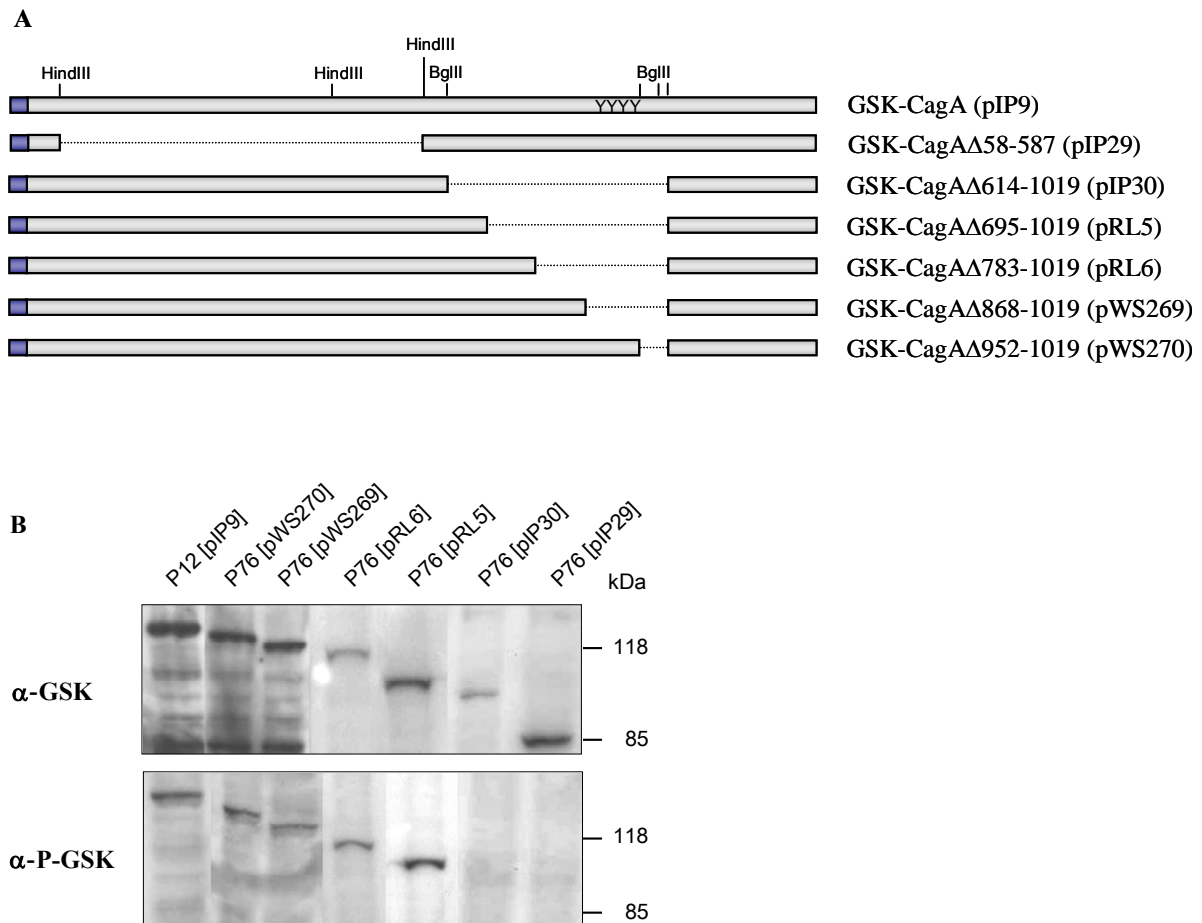 A
HindIII
HindIII HindIII BglII BglII
YYYY GSK-CagA (pIP9)
GSK-CagAΔ58-587 (pIP29)
GSK-CagAΔ614-1019 (pIP30)
GSK-CagAΔ695-1019 (pRL5)
GSK-CagAΔ783-1019 (pRL6)
GSK-CagAΔ868-1019 (pWS269)
GSK-CagAΔ952-1019 (pWS270)
B
P12 [pIP9]
P76 [pWS270]
P76 [pWS269]
P76 [pRL6]
P76 [pRL5]
P76 [pIP30]
P76 [pIP29]
kDa
118
α-GSK
85
118
α-P-GSK
85